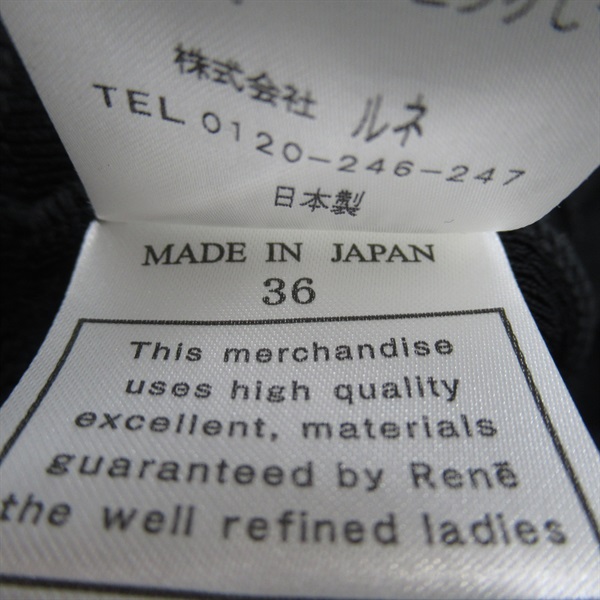 株式会社 ルネ
TEL 0120-246-247
日本製
MADE IN JAPAN
36
This merchandise
uses high quality
excellent, materials
guaranteed by Renē
the well refined ladies